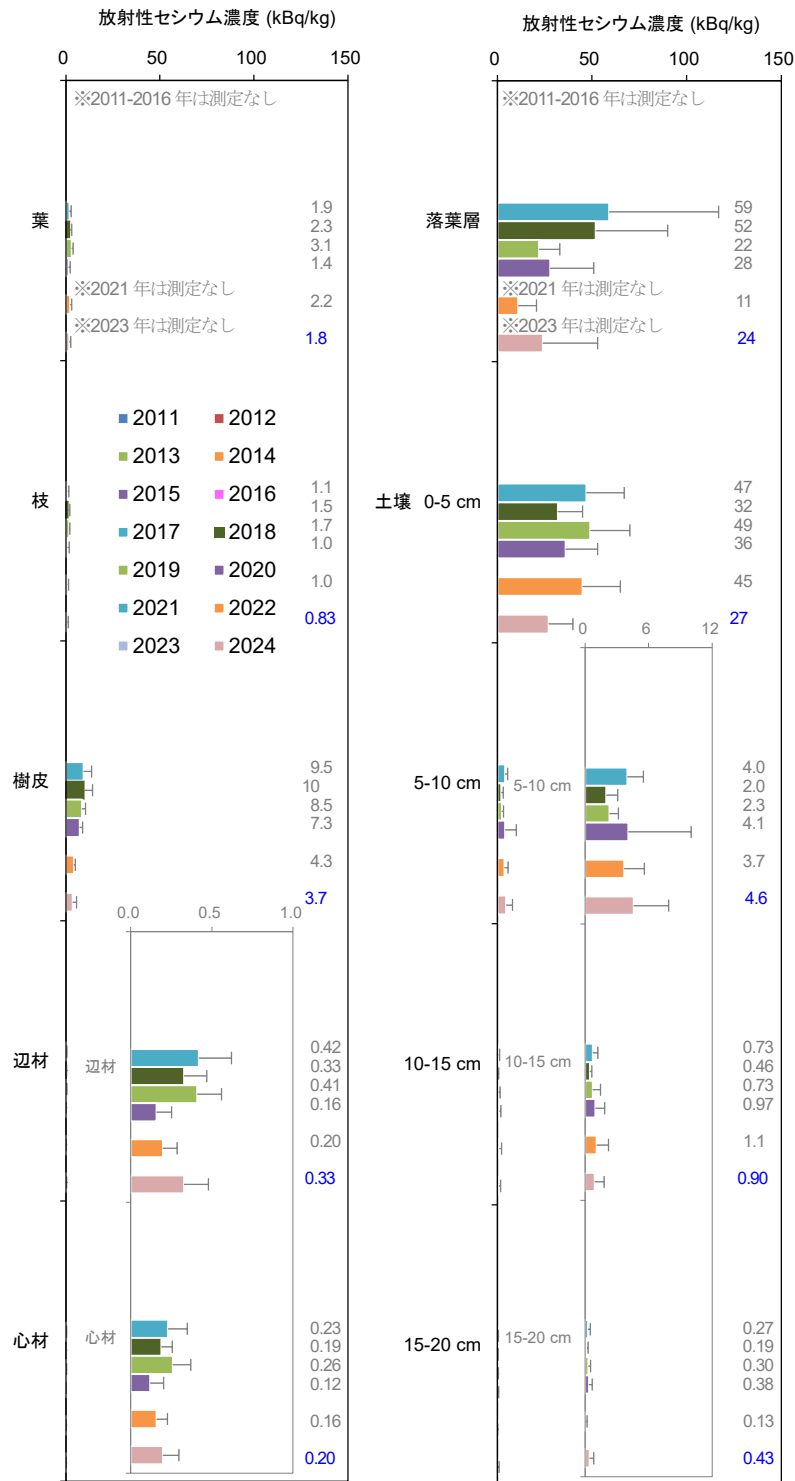 放射性セシウム濃度 (kBq/kg)
0 50 100 150
※2011-2016 年は測定なし
葉
1.9
2.3
3.1
1.4
※2021 年は測定なし
2.2
※2023 年は測定なし
1.8
2011 2012
2013 2014
2015 2016
2017 2018
2019 2020
2021 2022
2023 2024
枝
1.1
1.5
1.7
1.0
1.0
0.83
樹皮
9.5
10
8.5
7.3
4.3
3.7
0.0 0.5 1.0
辺材
辺材
0.42
0.33
0.41
0.16
0.20
0.33
心材
心材
0.23
0.19
0.26
0.12
0.16
0.20
放射性セシウム濃度 (kBq/kg)
0 50 100 150
※2011-2016 年は測定なし
落葉層
59
52
22
28
※2021 年は測定なし
11
※2023 年は測定なし
24
土壌 0-5 cm
47
32
49
36
45
27
0 6 12
5-10 cm
5-10 cm
4.0
2.0
2.3
4.1
3.7
4.6
10-15 cm
10-15 cm
0.73
0.46
0.73
0.97
1.1
0.90
15-20 cm
15-20 cm
0.27
0.19
0.30
0.38
0.13
0.43